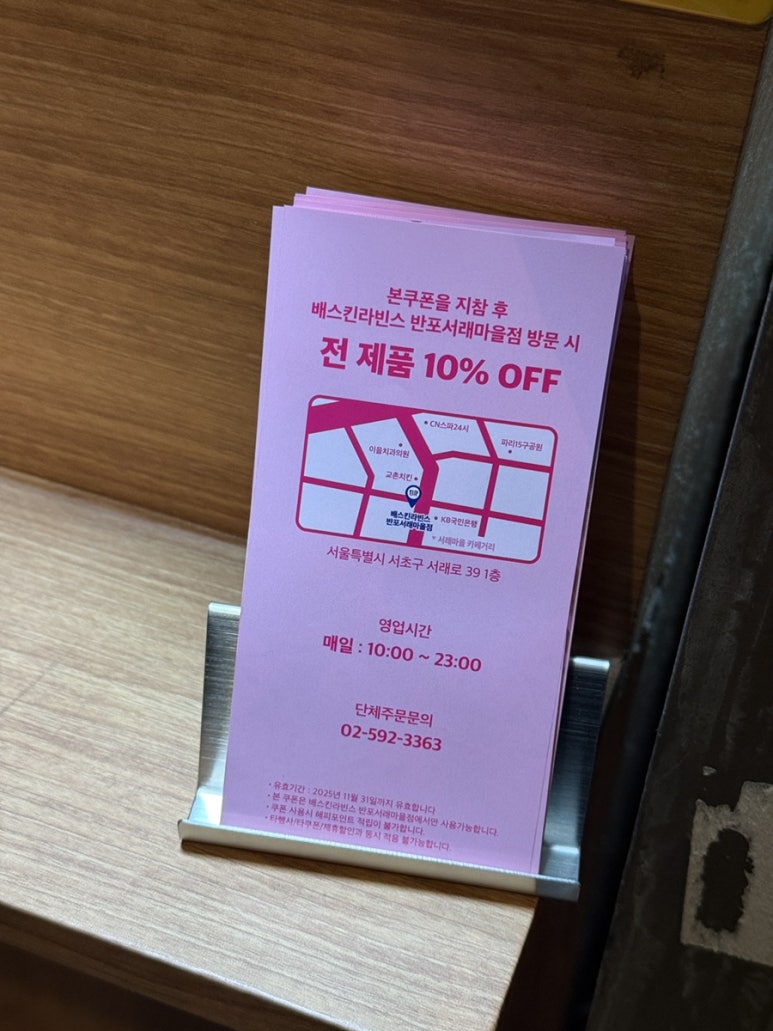 본쿠폰을 지참 후
배스킨라빈스 반포서래마을점 방문 시
전 제품 10% OFF
CN스파24시
파리15구공원
이들치과의원
교촌치킨
배스킨라빈스
반포서래마을점
KB국민은행
서래마을 카페거리
서울특별시 서초구 서래로 39 1층
영업시간
매일 : 10:00 ~ 23:00
단체주문문의
02-592-3363
• 유효기간 : 2025년 11월 31일까지 유효합니다
• 본 쿠폰은 배스킨라빈스 반포서래마을점에서만 사용가능합니다.
• 쿠폰 사용시 해피포인트 적립이 불가합니다.
• 타행사/타쿠폰/제휴할인과 동시 적용 불가능합니다.